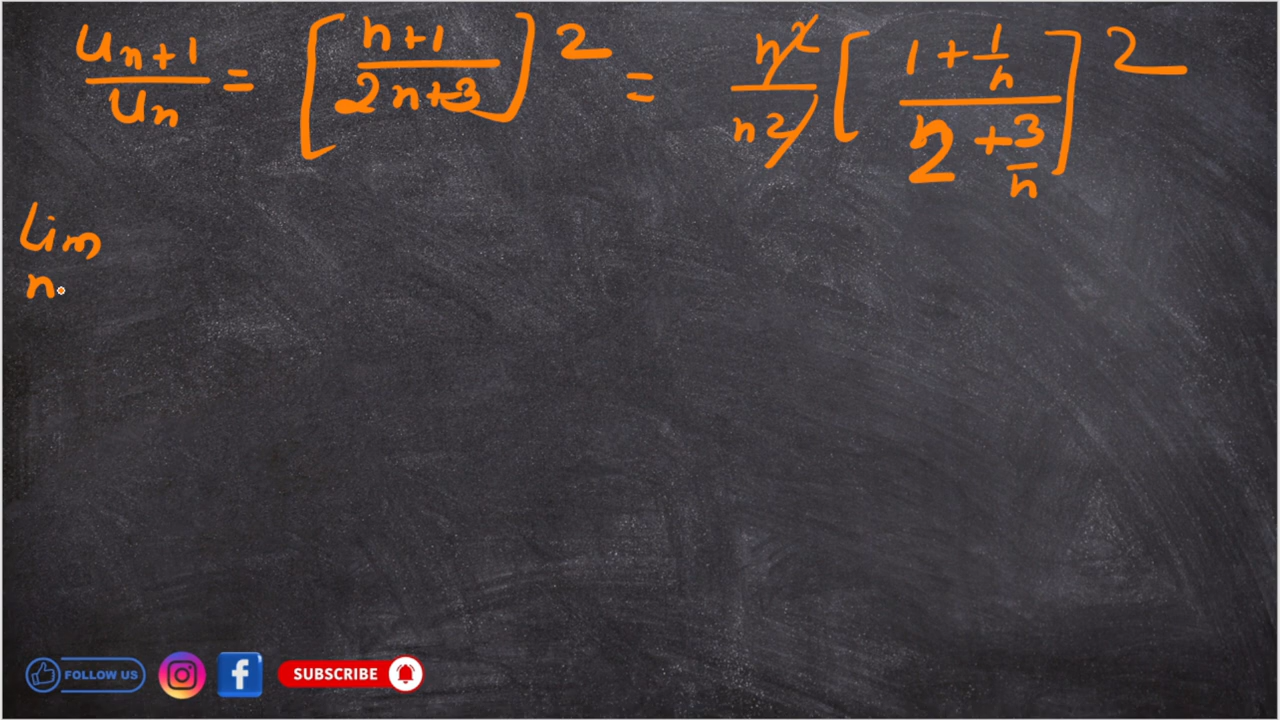 u_{n+1}/u_n = [(n+1)/(2n+3)]^2 = n^2/n^2 [(1+1/n)/(2+3/n)]^2
Lim
n
FOLLOW US SUBSCRIBE